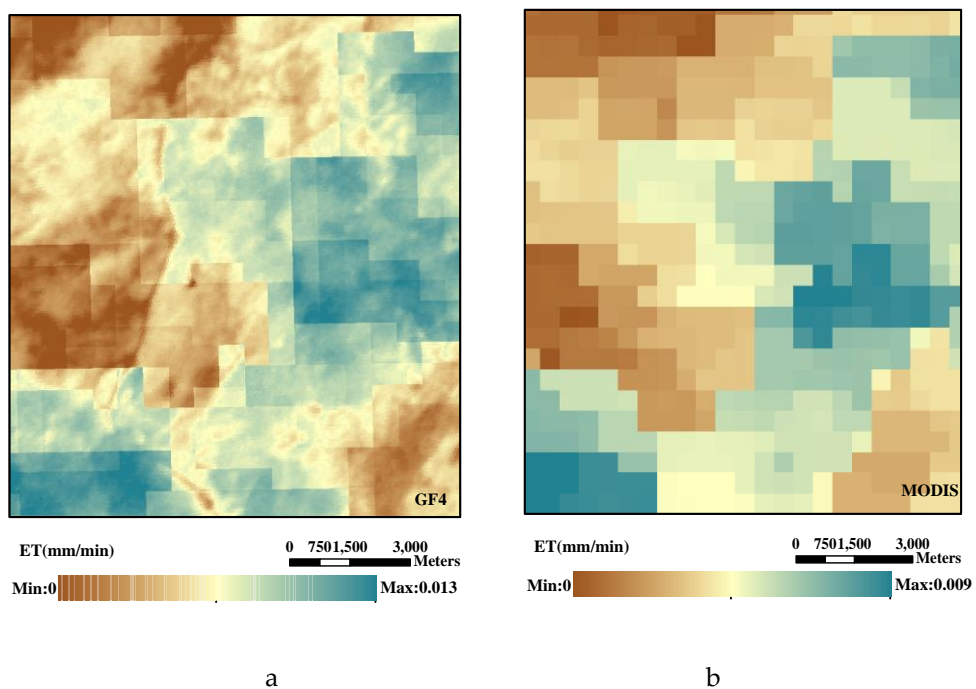 GF4
MODIS
ET(mm/min)
0 7501,500 3,000
Meters
Min:0
Max:0.013
ET(mm/min)
0 7501,500 3,000
Meters
Min:0
Max:0.009
a
b